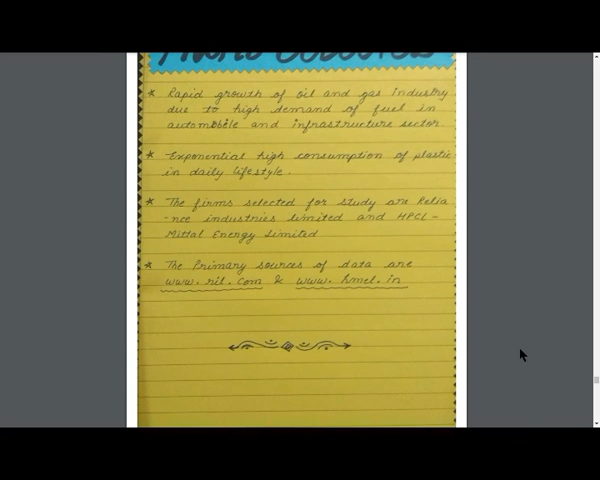 * Rapid growth of oil and gas Industry
due to high demand of fuel in
automobile and infrastructure sector.
* Exponential high consumption of plastic
in daily lifestyle.
* The firms selected for study are Relia
-nce industries limited and HPCL -
Mittal Energy Limited
* The Primary sources of data are
www.ril.com & www.hmel.in